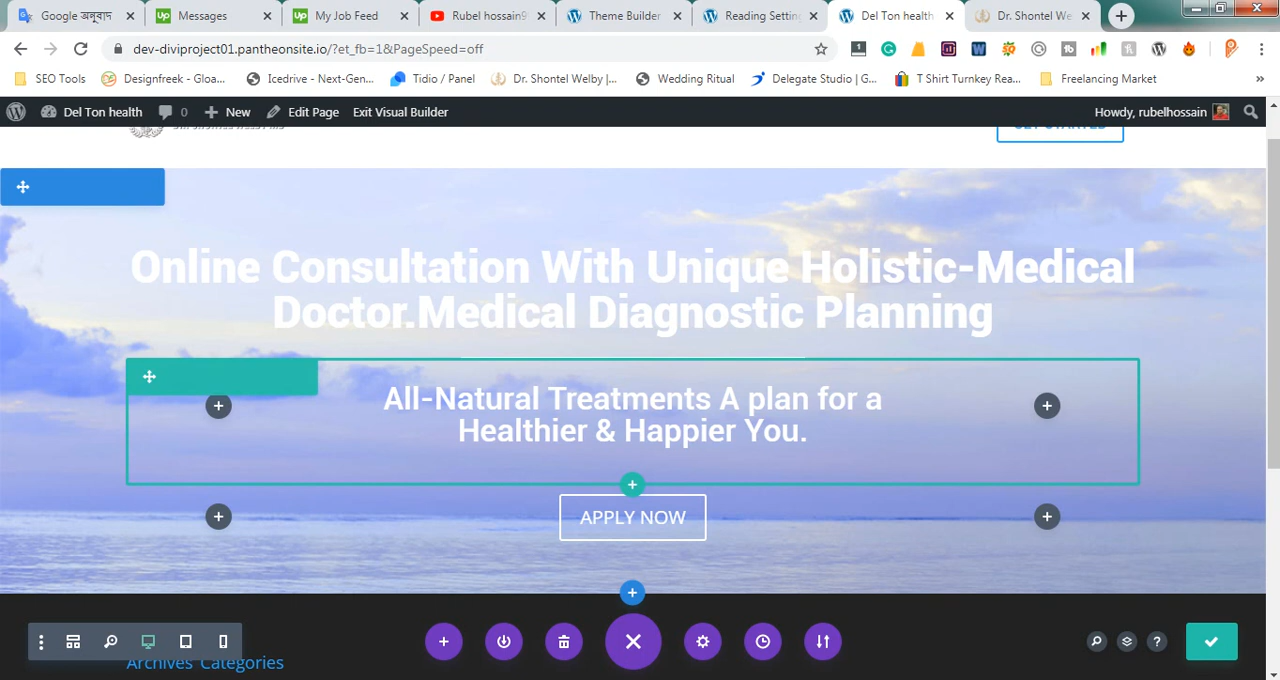 Google অনুবাদ
Messages
My Job Feed
Rubel hossain9
Theme Builder
Reading Setting
Del Ton health
Dr. Shontel We
dev-diviproject01.pantheonsite.io/?et_fb=1&PageSpeed=off
SEO Tools
Designfreek - Gloa...
Icedrive - Next-Gen...
Tidio / Panel
Dr. Shontel Welby |...
Wedding Ritual
Delegate Studio | G...
T Shirt Turnkey Rea...
Freelancing Market
»
Del Ton health
0
New
Edit Page
Exit Visual Builder
Howdy, rubelhossain
Online Consultation With Unique Holistic-Medical
Doctor.Medical Diagnostic Planning
All-Natural Treatments A plan for a
Healthier & Happier You.
APPLY NOW
Archives Categories